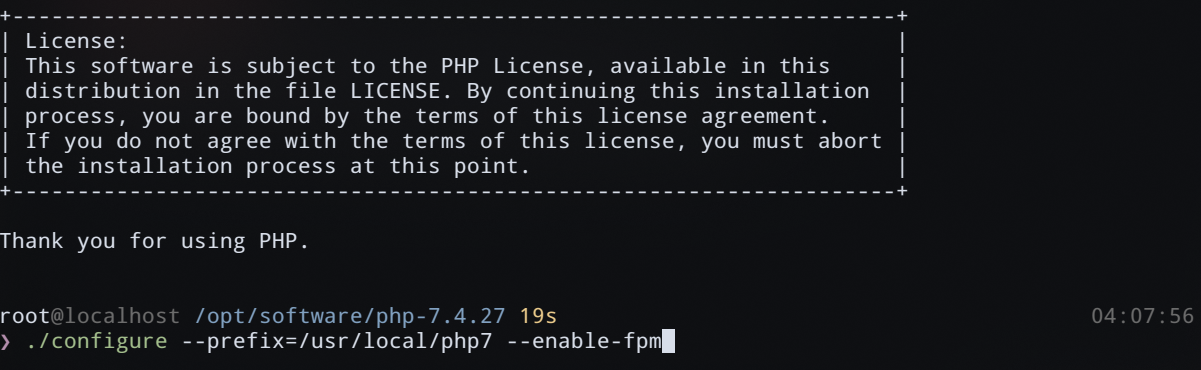 +----------------------------------------------------------------------+
| License:                                                             |
| This software is subject to the PHP License, available in this       |
| distribution in the file LICENSE. By continuing this installation    |
| process, you are bound by the terms of this license agreement.       |
| If you do not agree with the terms of this license, you must abort   |
| the installation process at this point.                              |
+----------------------------------------------------------------------+
Thank you for using PHP.
root@localhost /opt/software/php-7.4.27 19s 04:07:56
❯ ./configure --prefix=/usr/local/php7 --enable-fpm